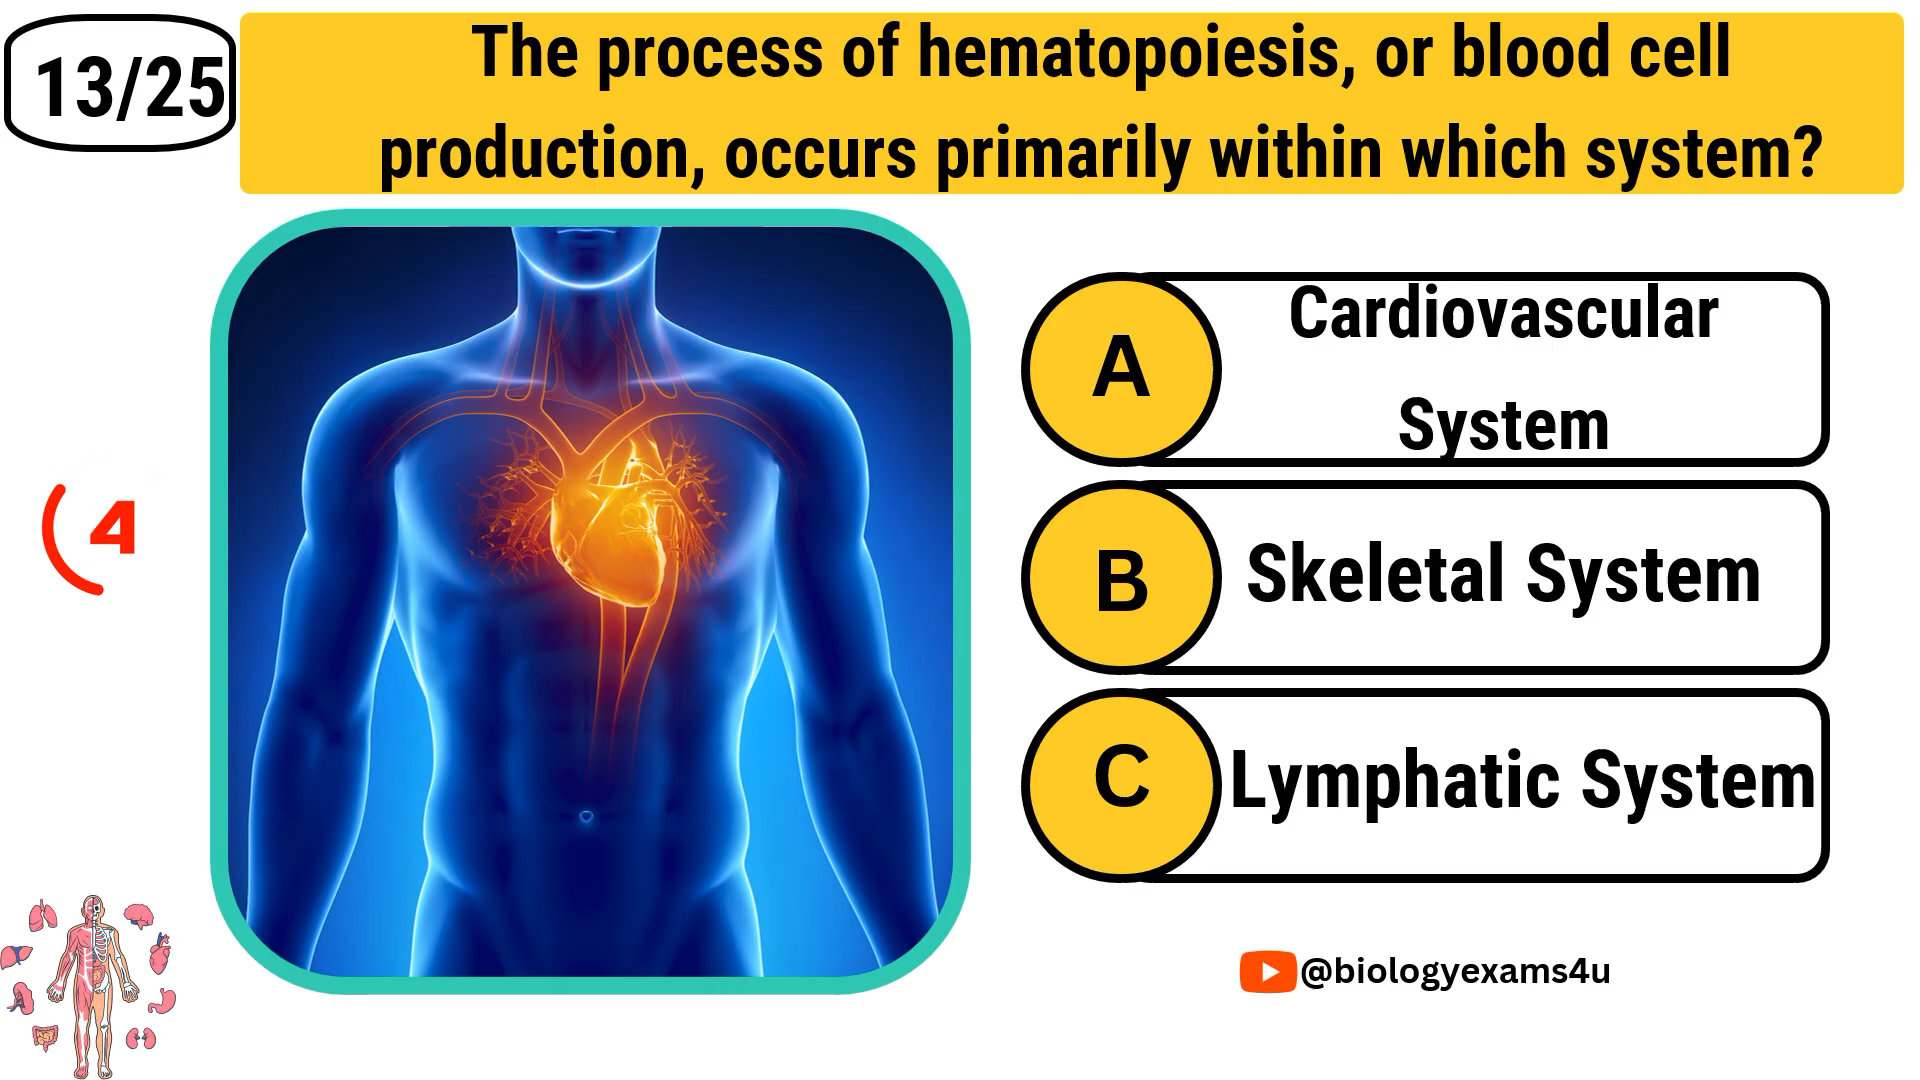 13/25
The process of hematopoiesis, or blood cell
production, occurs primarily within which system?
4
A
Cardiovascular
System
B
Skeletal System
C
Lymphatic System
@biologyexams4u